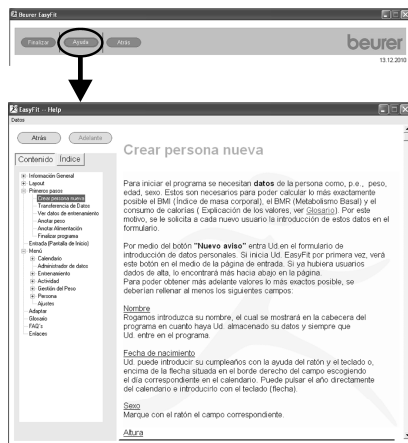 Beurer EasyFit
Finalizar Ayuda Atrás
beurer
13.12.2010
EasyFit -- Help
Datos
Atrás Adelante
Contenido Índice
Información General
Layout
Primeros pasos
Crear persona nueva
Transferencia de Datos
Ver datos de entrenamiento
Anotar peso
Anotar Alimentación
Finalizar programa
Entrada (Pantalla de Inicio)
Menú
Calendario
Administrador de datos
Entrenamiento
Actividad
Gestión del Peso
Persona
Ajustes
Adaptar
Glosario
FAQ's
Enlaces
Crear persona nueva
Para iniciar el programa se necesitan datos de la persona como, p.e., peso,
edad, sexo. Estos son necesarios para poder calcular lo más exactamente
posible el BMI (Índice de masa corporal), el BMR (Metabolismo Basal) y el
consumo de calorías ( Explicación de los valores, ver Glosario). Por este
motivo, se le solicita a cada nuevo usuario la introducción de estos datos en el
formulario.
Por medio del botón "Nuevo aviso" entra Ud.en el formulario de
introducción de datos personales. Si inicia Ud. EasyFit por primera vez, verá
este botón en el medio de la página de entrada. Si ya hubiera usuarios
dados de alta, lo encontrará más hacia abajo en la página.
Para poder obtener más adelante valores lo más exactos posible, se
deberían rellenar al menos los siguientes campos:
Nombre
Rogamos introduzca su nombre, el cual se mostrará en la cabecera del
programa en cuanto haya Ud. almacenado su datos y siempre que
Ud. entre en el programa.
Fecha de nacimiento
Ud. puede introducir su cumpleaños con la ayuda del ratón y el teclado o,
encima de la flecha situada en el borde derecho del campo escogiendo
el día correspondiente en el calendario. Puede pulsar el año directamente
del calendario e introducirlo con el teclado (flecha).
Sexo
Marque con el ratón el campo correspondiente.
Altura